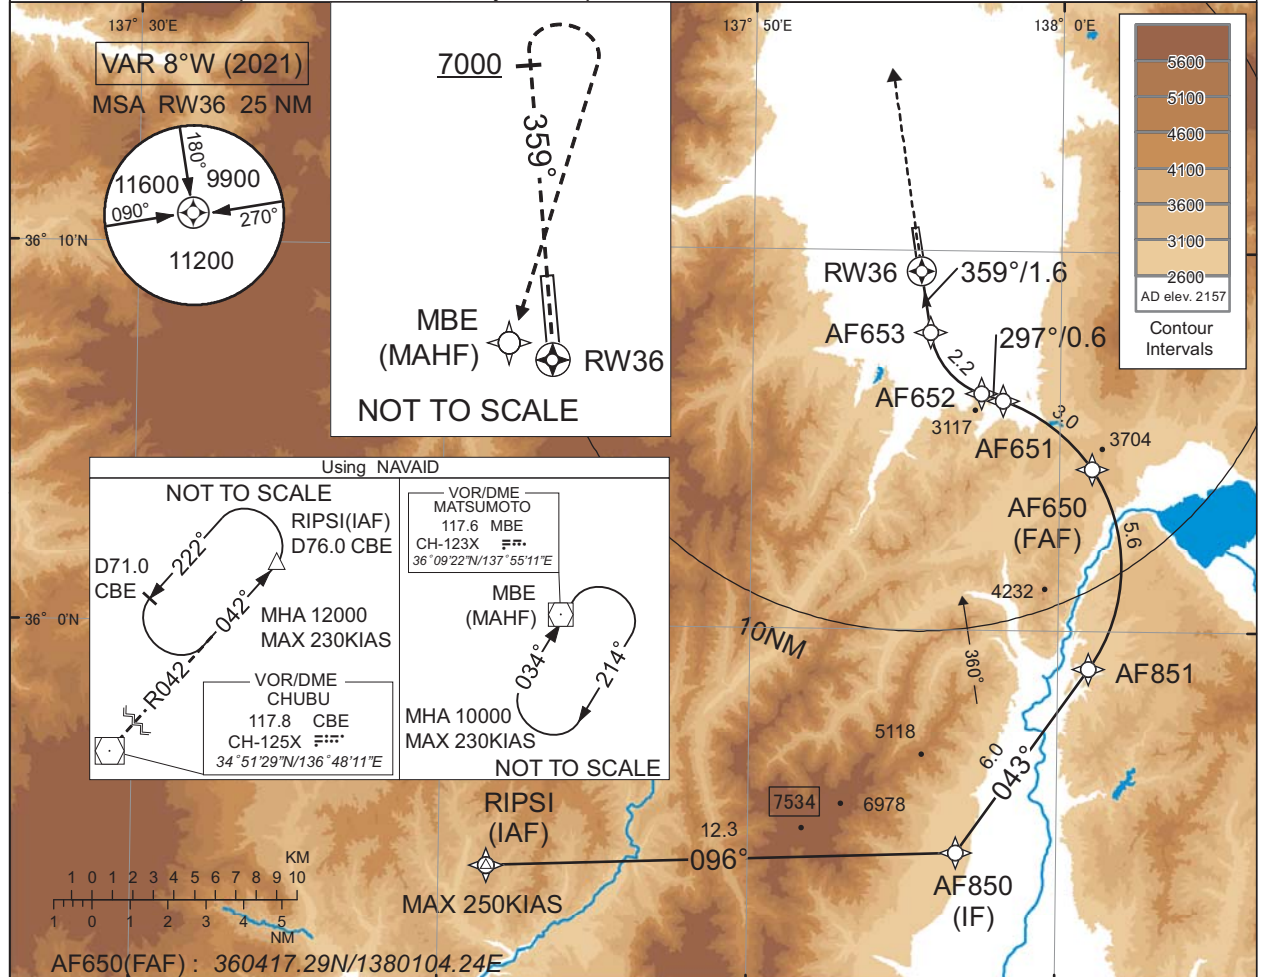 137° 30'E
137° 50'E
138° 0'E
VAR 8°W (2021)
MSA RW36 25 NM
180°
11600
9900
090°
270°
11200
36° 10'N
7000
359°
MBE
(MAHF)
RW36
NOT TO SCALE
5600
5100
4600
4100
3600
3100
2600
AD elev. 2157
Contour
Intervals
RW36
359°/1.6
AF653
297°/0.6
2.2
AF652
3117
3.0
AF651
3704
AF650
(FAF)
5.6
4232
10NM
360°
AF851
5118
6.0
043°
7534
6978
12.3
096°
AF850
(IF)
RIPSI
(IAF)
MAX 250KIAS
36° 0'N
Using NAVAID
NOT TO SCALE
RIPSI(IAF)
D76.0 CBE
222°
D71.0
CBE
042°
MHA 12000
MAX 230KIAS
R042
VOR/DME
CHUBU
117.8 CBE
CH-125X
34°51'29"N/136°48'11"E
VOR/DME
MATSUMOTO
117.6 MBE
CH-123X
36°09'22"N/137°55'11"E
MBE
(MAHF)
034°
214°
MHA 10000
MAX 230KIAS
NOT TO SCALE
KM
1 0 1 2 3 4 5 6 7 8 9 10
1 0 1 2 3 4 5
NM
AF650(FAF) : 360417.29N/1380104.24E